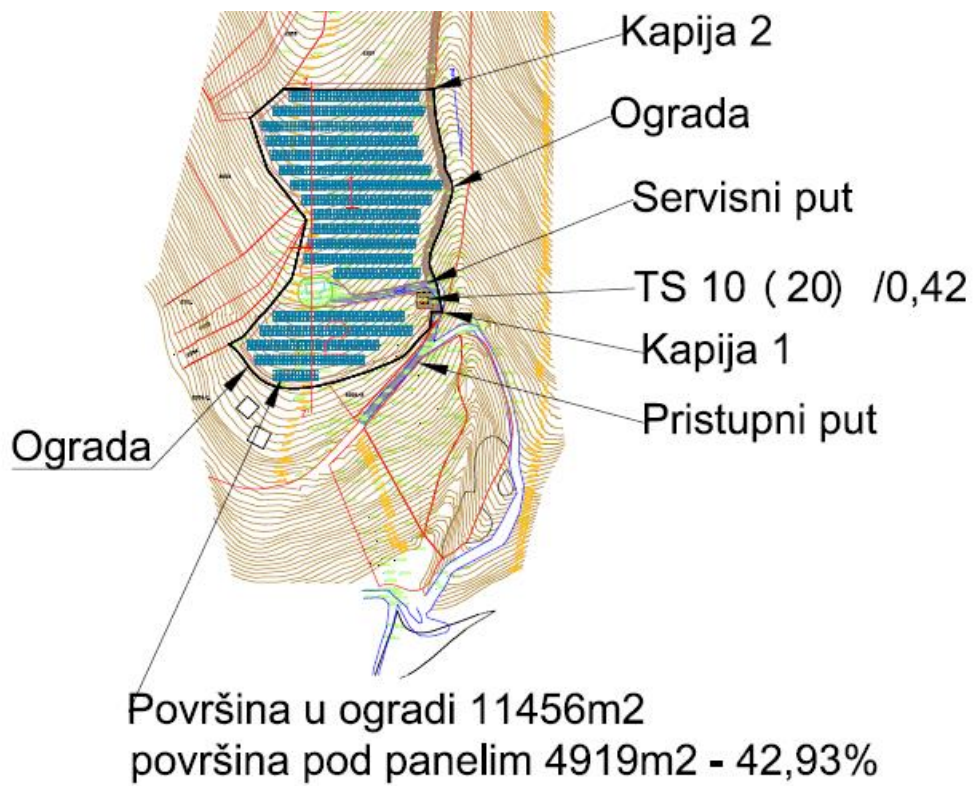 Kapija 2
Ograda
Servisni put
TS 10 (20) /0,42
Kapija 1
Pristupni put
Ograda
Površina u ogradi 11456m2
površina pod panelim 4919m2 - 42,93%